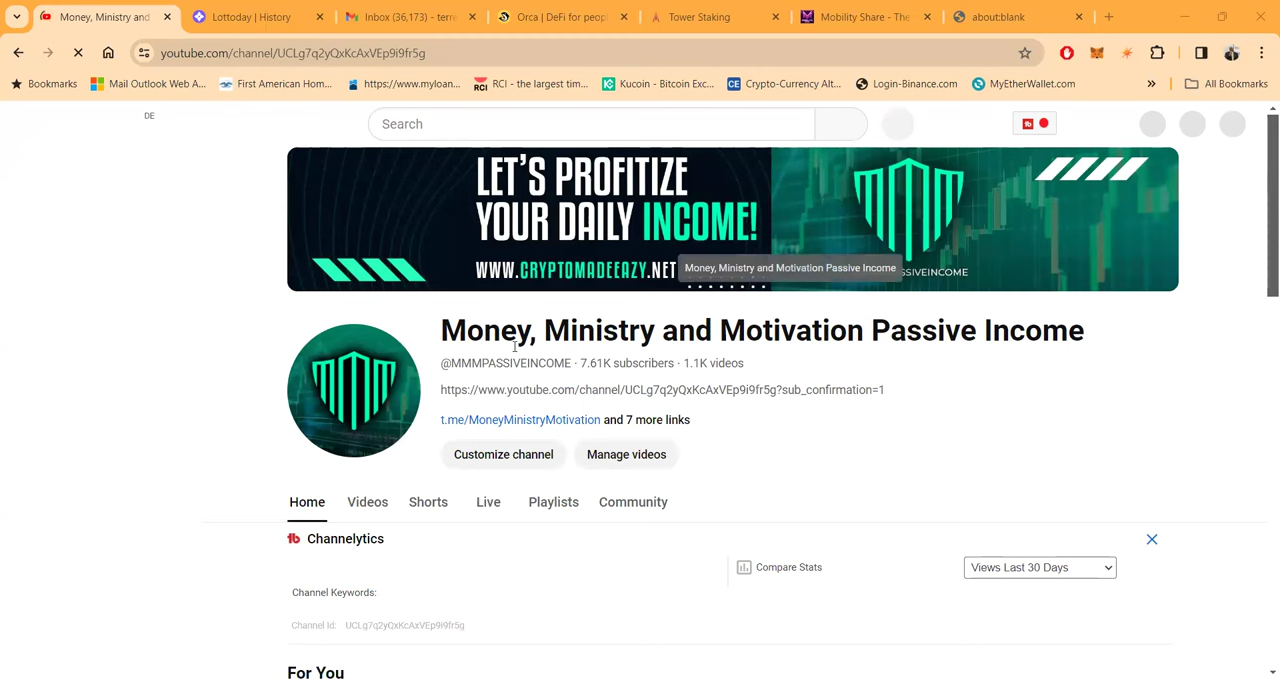 Money, Ministry and
Lottoday | History
Inbox (36,173) - terre
Orca | DeFi for peopl
Tower Staking
Mobility Share - The
about:blank
youtube.com/channel/UCLg7q2yQxKcAxVEp9i9fr5g
Bookmarks
Mail Outlook Web A...
First American Hom...
https://www.myloan...
RCI
RCI - the largest tim...
Kucoin - Bitcoin Exc...
CE
Crypto-Currency Alt...
Login-Binance.com
MyEtherWallet.com
»
All Bookmarks
DE
Search
LET'S PROFITIZE
YOUR DAILY INCOME!
WWW.CRYPTOMADEEAZY.NET
Money, Ministry and Motivation Passive Income
SSIVEINCOME
Money, Ministry and Motivation Passive Income
@MMMPASSIVEINCOME · 7.61K subscribers · 1.1K videos
https://www.youtube.com/channel/UCLg7q2yQxKcAxVEp9i9fr5g?sub_confirmation=1
t.me/MoneyMinistryMotivation and 7 more links
Customize channel
Manage videos
Home
Videos
Shorts
Live
Playlists
Community
Channelytics
Compare Stats
Views Last 30 Days
Channel Keywords:
Channel Id: UCLg7q2yQxKcAxVEp9i9fr5g
For You